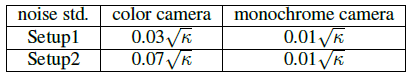 noise std. color camera monochrome camera
Setup1 0.03√κ 0.01√κ
Setup2 0.07√κ 0.01√κ